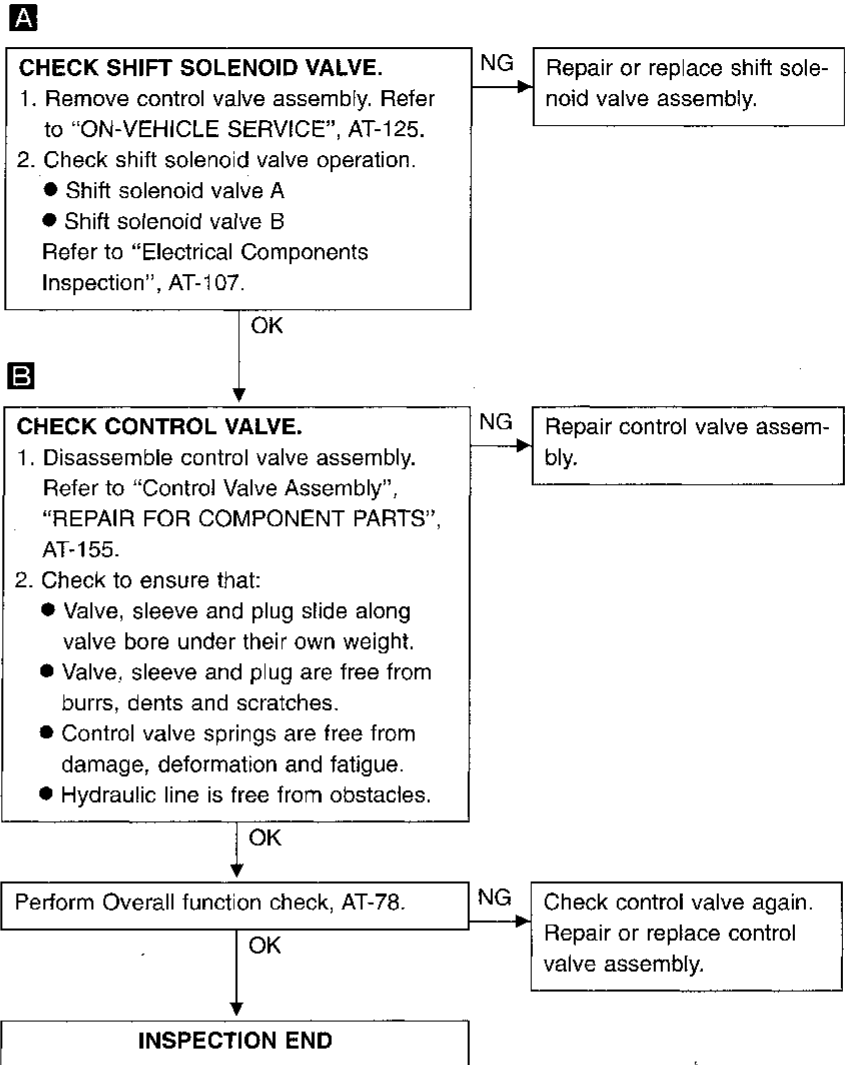 A
CHECK SHIFT SOLENOID VALVE.
1. Remove control valve assembly. Refer
to “ON-VEHICLE SERVICE”, AT-125.
2. Check shift solenoid valve operation.
● Shift solenoid valve A
● Shift solenoid valve B
Refer to “Electrical Components
Inspection”, AT-107.
NG
Repair or replace shift sole-
noid valve assembly.
OK
B
CHECK CONTROL VALVE.
1. Disassemble control valve assembly.
Refer to “Control Valve Assembly”,
“REPAIR FOR COMPONENT PARTS”,
AT-155.
2. Check to ensure that:
● Valve, sleeve and plug slide along
valve bore under their own weight.
● Valve, sleeve and plug are free from
burrs, dents and scratches.
● Control valve springs are free from
damage, deformation and fatigue.
● Hydraulic line is free from obstacles.
NG
Repair control valve assem-
bly.
OK
Perform Overall function check, AT-78.
NG
Check control valve again.
Repair or replace control
valve assembly.
OK
INSPECTION END